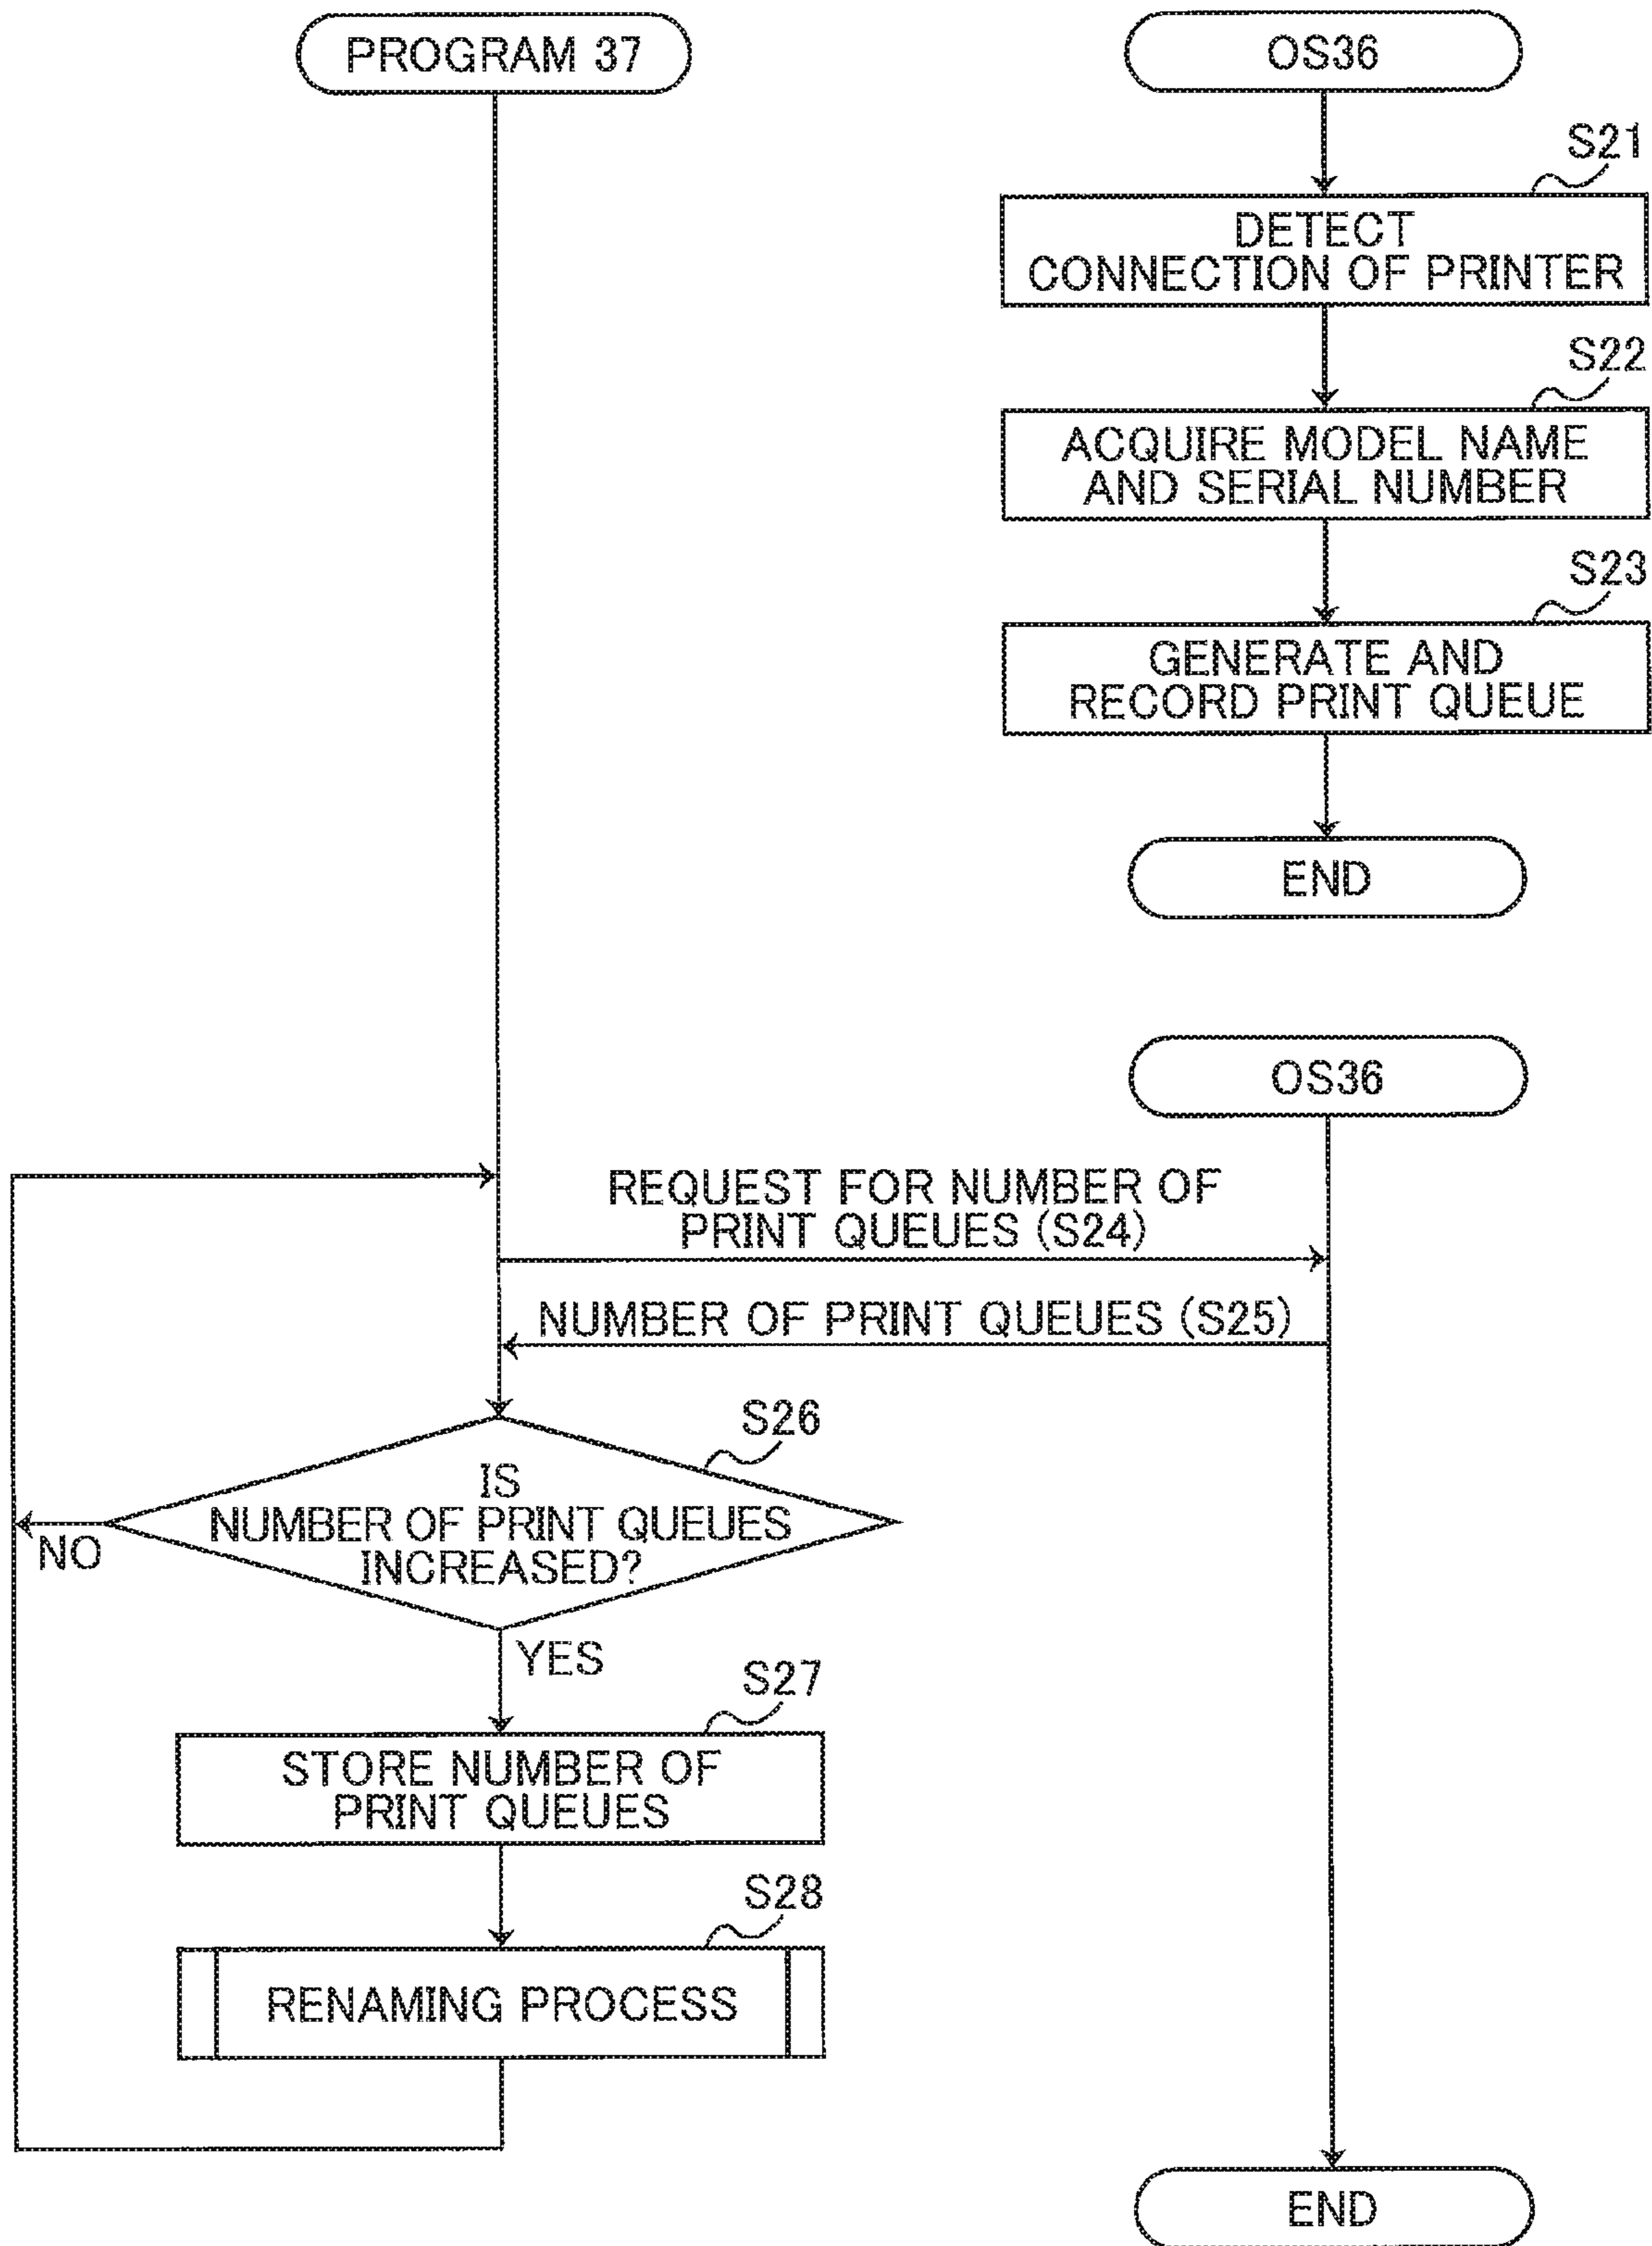 PROGRAM 37
OS36
S21
DETECT
CONNECTION OF PRINTER
S22
ACQUIRE MODEL NAME
AND SERIAL NUMBER
S23
GENERATE AND
RECORD PRINT QUEUE
END
OS36
REQUEST FOR NUMBER OF
PRINT QUEUES (S24)
NUMBER OF PRINT QUEUES (S25)
S26
IS
NUMBER OF PRINT QUEUES
INCREASED?
NO
YES
S27
STORE NUMBER OF
PRINT QUEUES
S28
RENAMING PROCESS
END